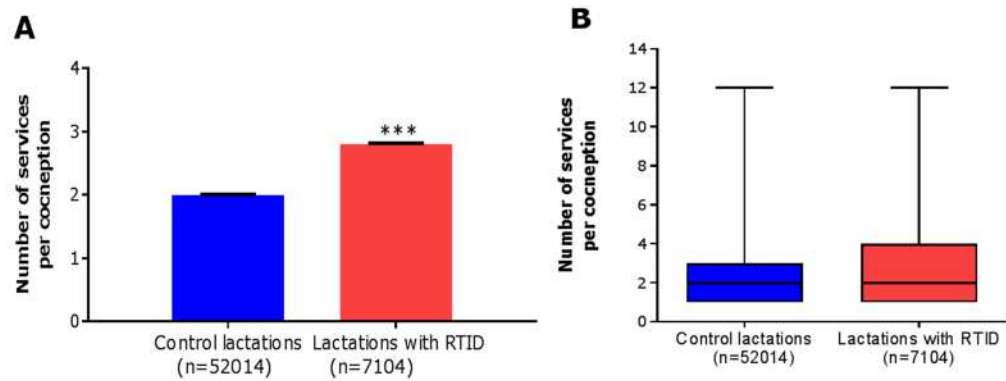 A
Number of services
per cocneption
4
3
2
1
0
***
Control lactations
(n=52014)
Lactations with RTID
(n=7104)
B
Number of services
per cocneption
14
12
10
8
6
4
2
0
Control lactations
(n=52014)
Lactations with RTID
(n=7104)